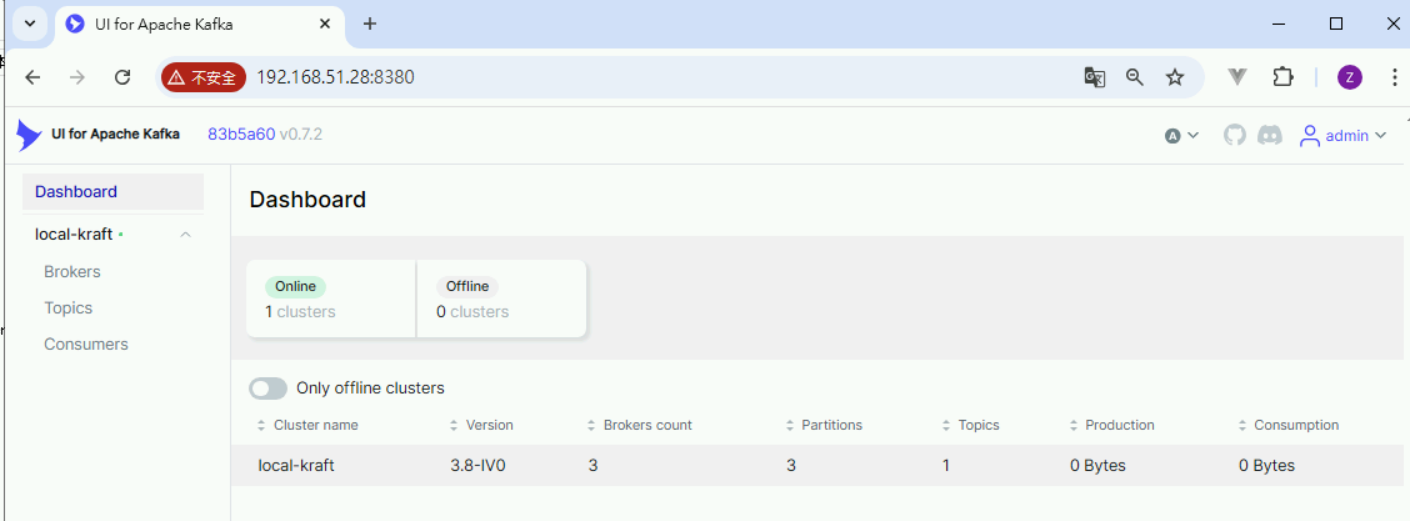 UI for Apache Kafka
不安全 192.168.51.28:8380
Z
UI for Apache Kafka 83b5a60 v0.7.2
A
admin
Dashboard
local-kraft
Brokers
Topics
Consumers
Dashboard
Online
1 clusters
Offline
0 clusters
Only offline clusters
Cluster name Version Brokers count Partitions Topics Production Consumption
local-kraft 3.8-IV0 3 3 1 0 Bytes 0 Bytes